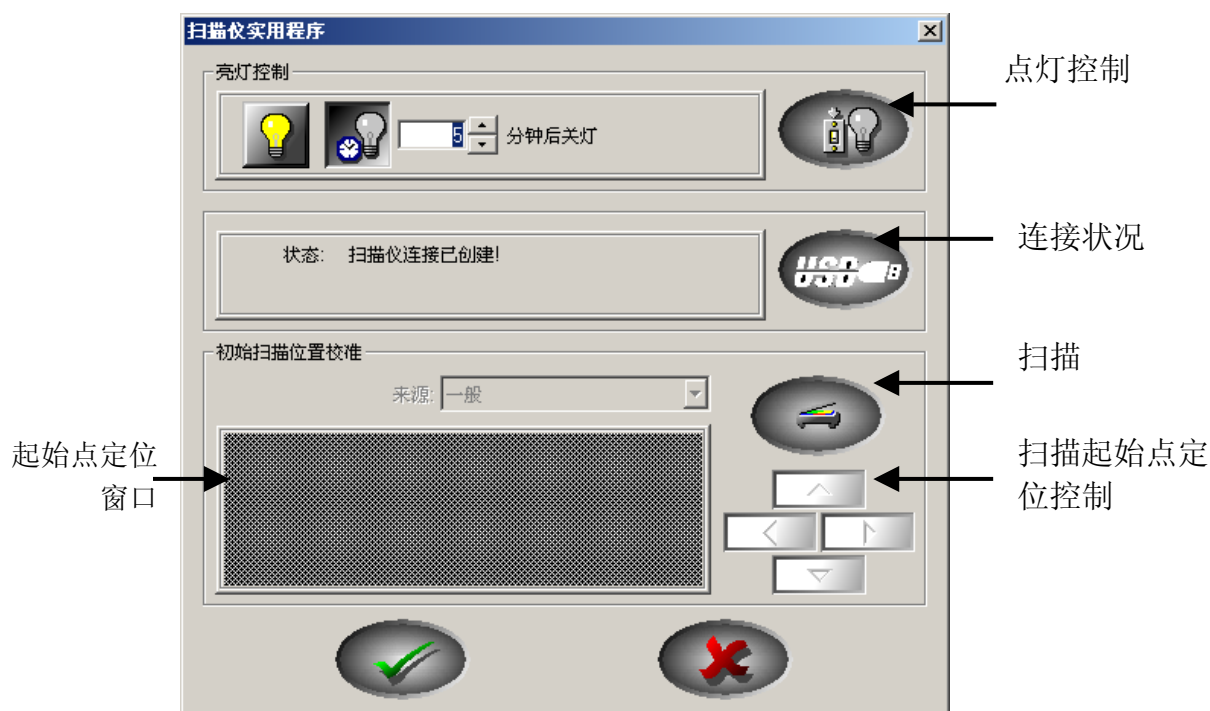 扫描仪实用程序
亮灯控制
5 分钟后关灯
点灯控制
状态: 扫描仪连接已创建!
USB
连接状况
初始扫描位置校准
来源: 一般
扫描
起始点定位
窗口
扫描起始点定
位控制